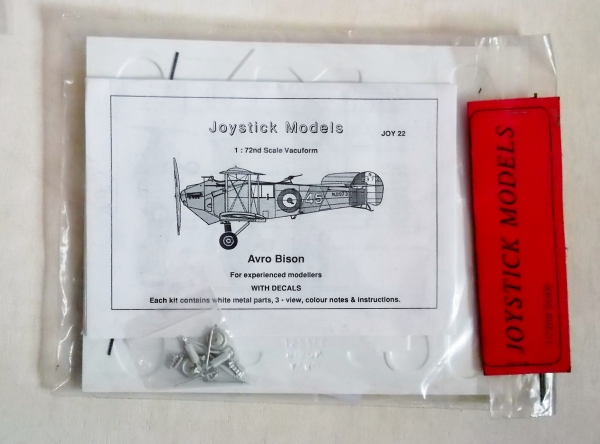 Joystick Models
JOY 22
1 : 72nd Scale Vacuform
45
Avro Bison
For experienced modellers
WITH DECALS
Each kit contains white metal parts, 3 - view, colour notes & instructions.
JOYSTICK MODELS